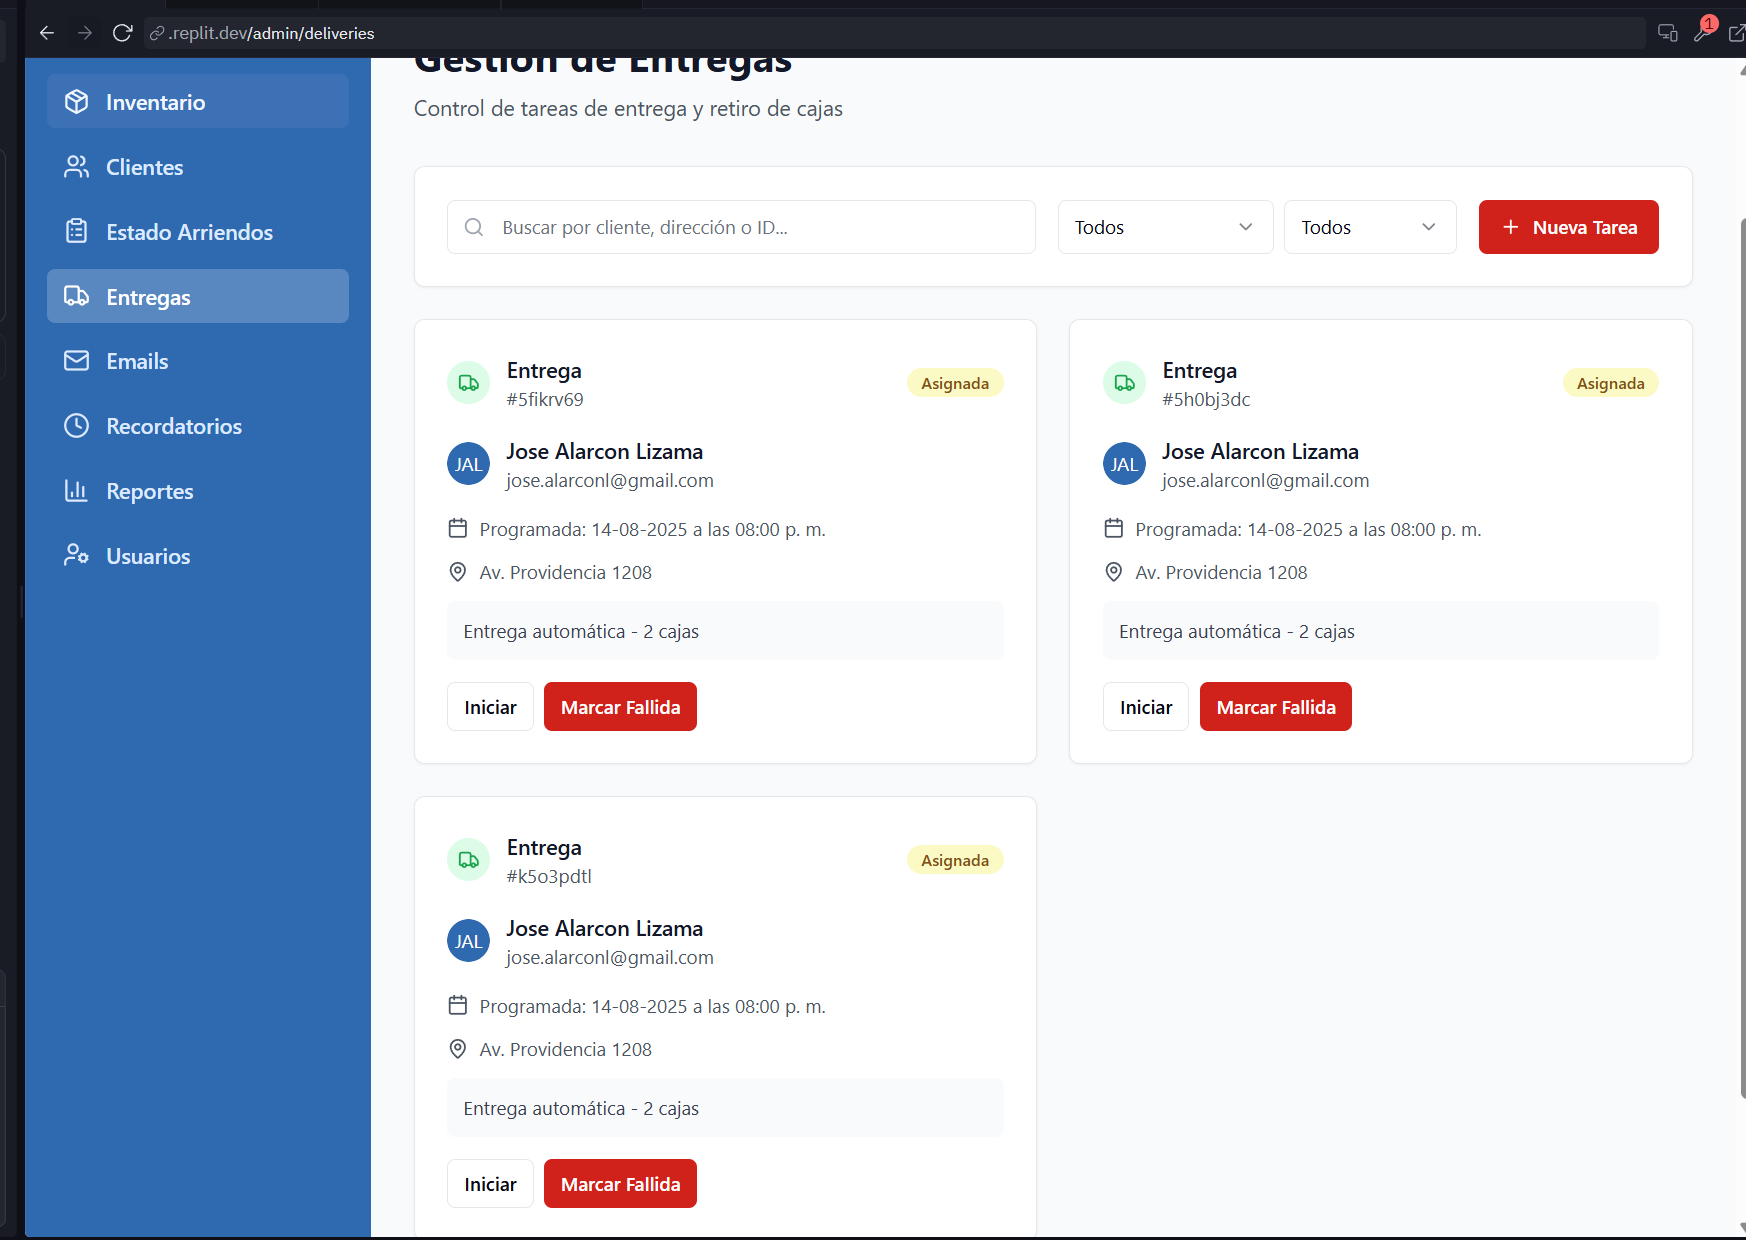 .replit.dev/admin/deliveries
1
Inventario
Clientes
Estado Arriendos
Entregas
Emails
Recordatorios
Reportes
Usuarios
Gestión de Entregas
Control de tareas de entrega y retiro de cajas
Buscar por cliente, dirección o ID...
Todos
Todos
+ Nueva Tarea
Entrega
#5fikrv69
Asignada
JAL
Jose Alarcon Lizama
jose.alarconl@gmail.com
Programada: 14-08-2025 a las 08:00 p. m.
Av. Providencia 1208
Entrega automática - 2 cajas
Iniciar
Marcar Fallida
Entrega
#5h0bj3dc
Asignada
JAL
Jose Alarcon Lizama
jose.alarconl@gmail.com
Programada: 14-08-2025 a las 08:00 p. m.
Av. Providencia 1208
Entrega automática - 2 cajas
Iniciar
Marcar Fallida
Entrega
#k5o3pdtl
Asignada
JAL
Jose Alarcon Lizama
jose.alarconl@gmail.com
Programada: 14-08-2025 a las 08:00 p. m.
Av. Providencia 1208
Entrega automática - 2 cajas
Iniciar
Marcar Fallida